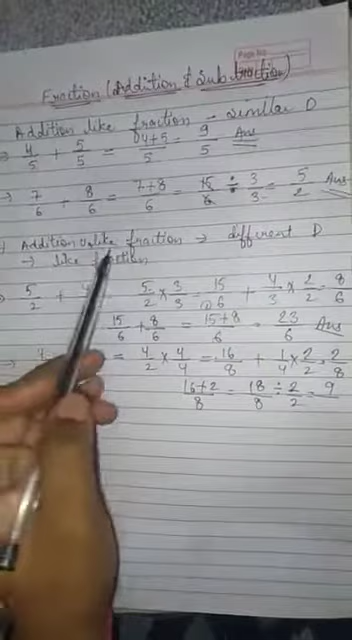 Fraction (Addition & Subtraction)
Addition like fraction - similar D
→ 4/5 + 5/5 = 4+5/5 = 9/5 Ans
→ 7/6 + 8/6 = 7+8/6 = 15/6 ÷ 3/3 = 5/2 Ans
Addition unlike fraction → different D
→ like fraction
→ 5/2 + 4 5/2 × 3/3 = 15/6 + 4/3 × 2/2 = 8/6
15/6 + 8/6 = 15+8/6 = 23/6 Ans
→ 4 = 4/2 × 4/4 = 16/8 + 1/4 × 2/2 = 2/8
16+2/8 = 18/8 ÷ 2/2 = 9